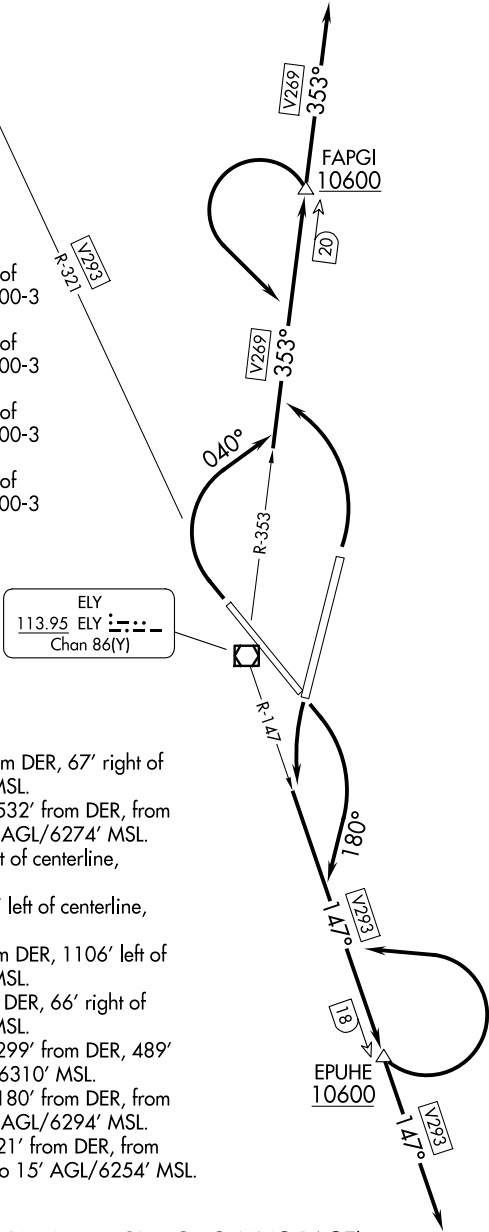 V269
353°
FAPGI
10600
20
V293
R-321
of
00-3
of
00-3
of
00-3
of
00-3
V269
353°
040°
R-353
ELY
113.95 ELY
Chan 86(Y)
R-147
180°
V293
147°
18
EPUHE
10600
V293
147°
m DER, 67' right of
MSL.
532' from DER, from
AGL/6274' MSL.
t of centerline,
' left of centerline,
m DER, 1106' left of
MSL.
DER, 66' right of
MSL.
299' from DER, 489'
6310' MSL.
180' from DER, from
AGL/6294' MSL.
21' from DER, from
o 15' AGL/6254' MSL.